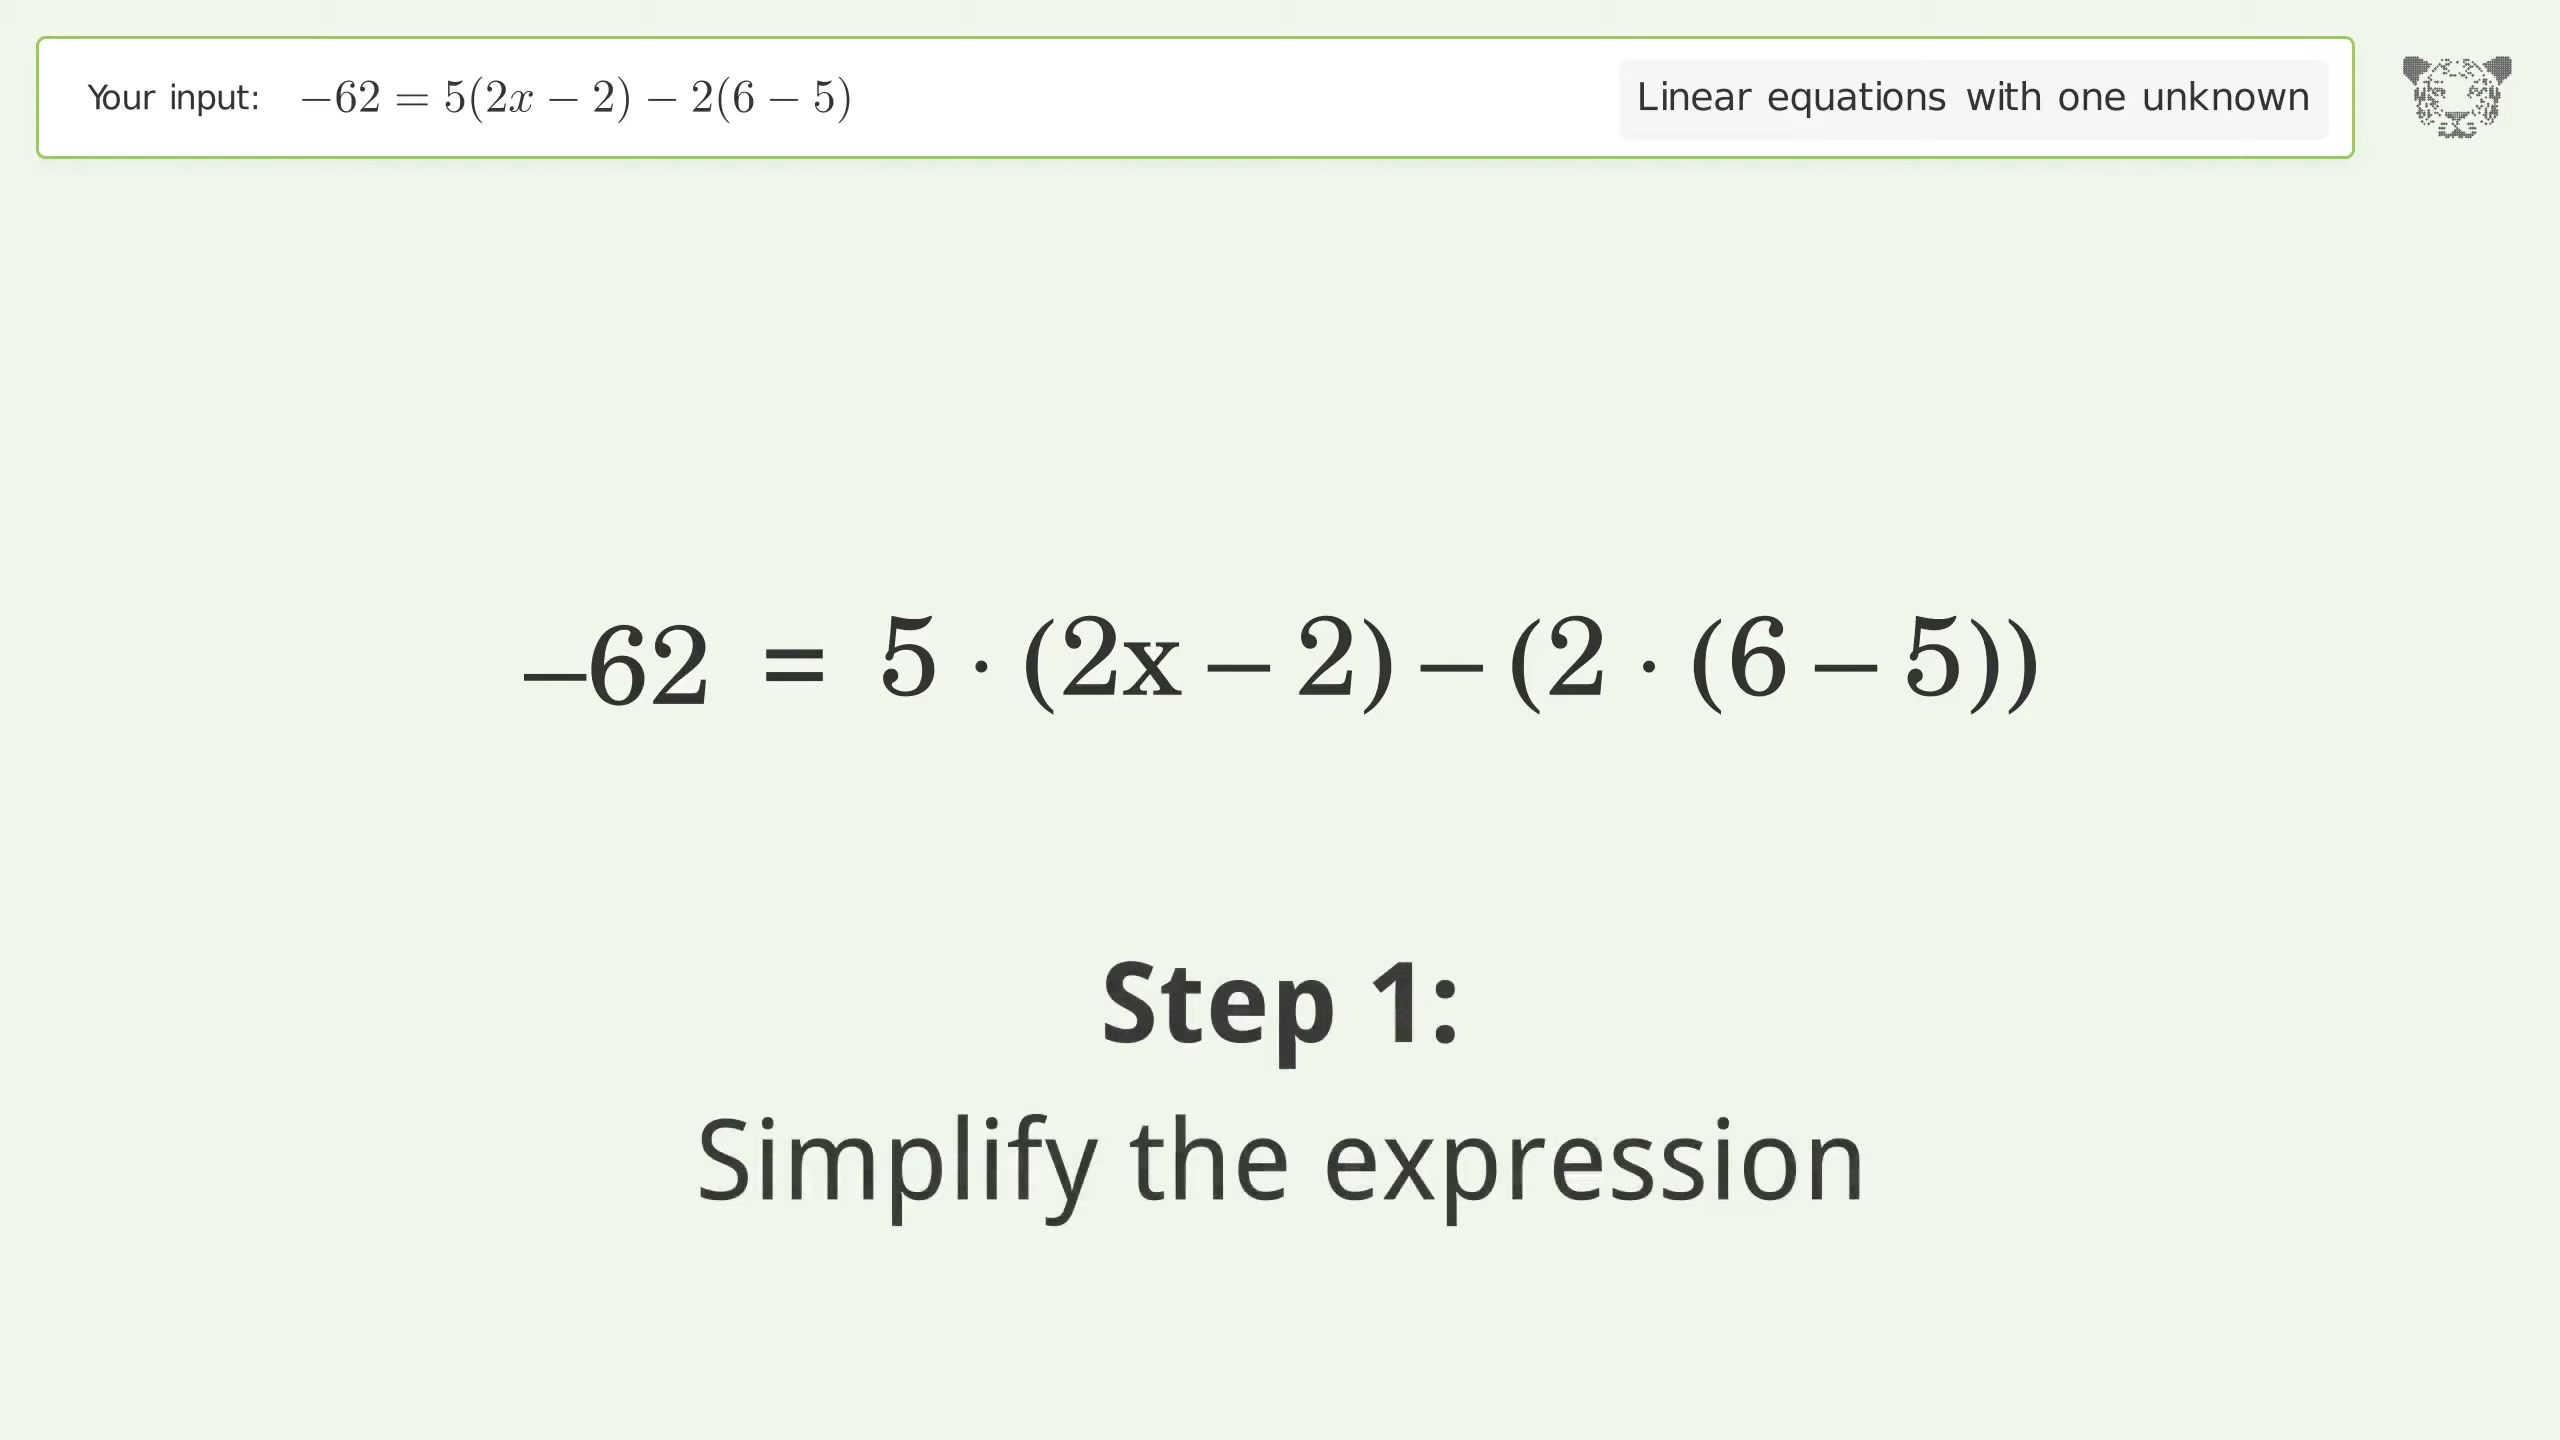 Your input: −62 = 5(2x − 2) − 2(6 − 5) Linear equations with one unknown
−62 = 5 · (2x − 2) − (2 · (6 − 5))
Step 1:
Simplify the expression